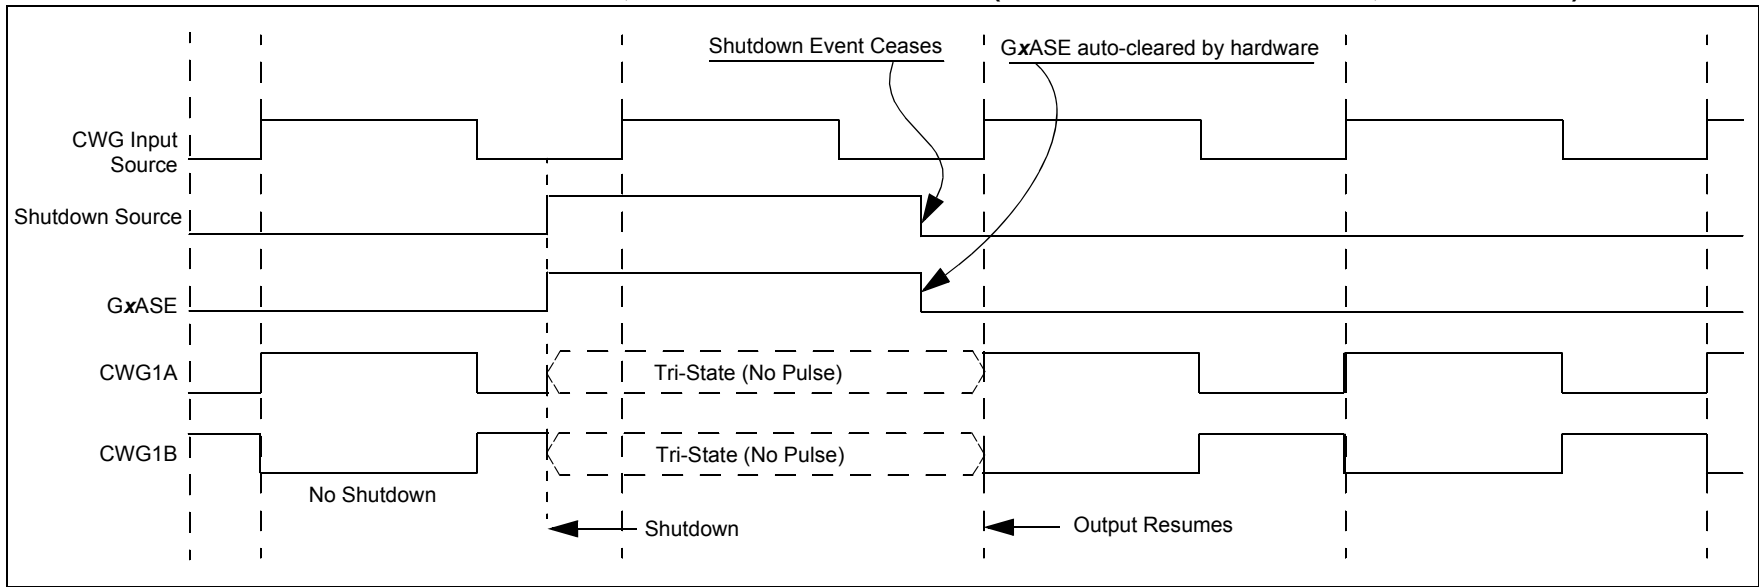 Shutdown Event Ceases
GxASE auto-cleared by hardware
CWG Input
Source
Shutdown Source
GxASE
CWG1A
Tri-State (No Pulse)
CWG1B
Tri-State (No Pulse)
No Shutdown
Shutdown
Output Resumes